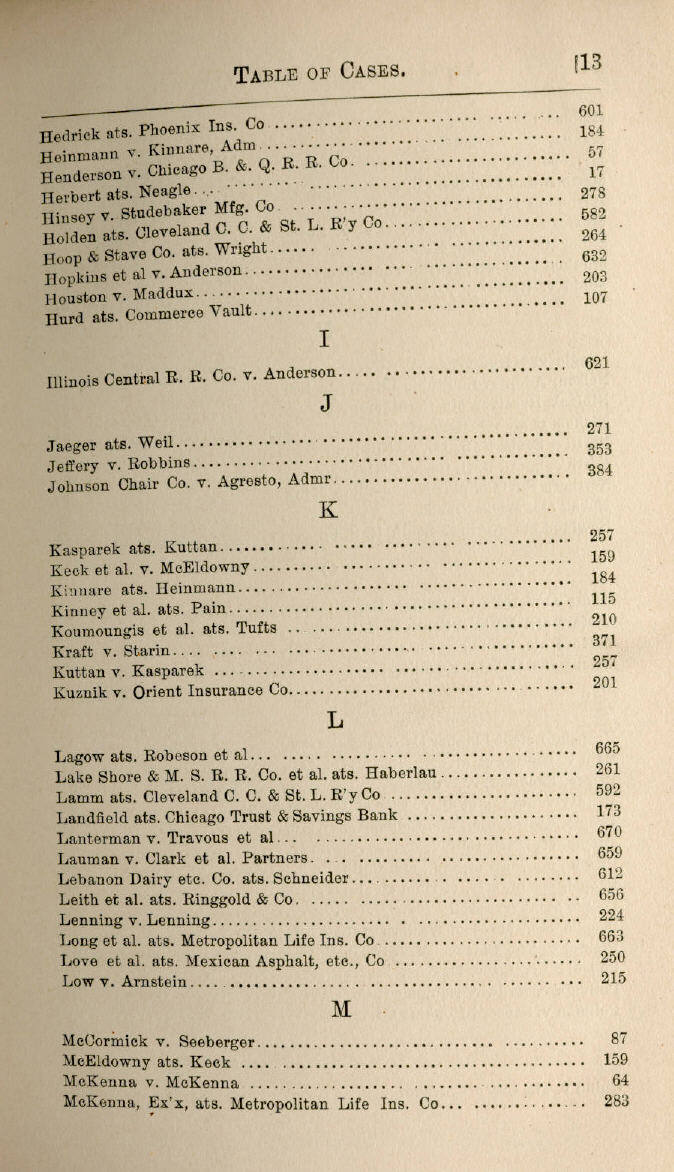 TABLE OF CASES. 13
Hedrick ats. Phoenix Ins. Co ..... 601
Heinmann v. Kinnare, Adm ..... 184
Henderson v. Chicago B. &. Q. R. R. Co. ..... 57
Herbert ats. Neagle ..... 17
Hinsey v. Studebaker Mfg. Co ..... 278
Holden ats. Cleveland C. C. & St. L. R'y Co ..... 582
Hoop & Stave Co. ats. Wright ..... 264
Hopkins et al v. Anderson ..... 632
Houston v. Maddux ..... 203
Hurd ats. Commerce Vault ..... 107
I
Illinois Central R. R. Co. v. Anderson ..... 621
J
Jaeger ats. Weil ..... 271
Jeffery v. Robbins ..... 353
Johnson Chair Co. v. Agresto, Admr ..... 384
K
Kasparek ats. Kuttan ..... 257
Keck et al. v. McEldowny ..... 159
Kinnare ats. Heinmann ..... 184
Kinney et al. ats. Pain ..... 115
Koumoungis et al. ats. Tufts ..... 210
Kraft v. Starin ..... 371
Kuttan v. Kasparek ..... 257
Kuznik v. Orient Insurance Co ..... 201
L
Lagow ats. Robeson et al ..... 665
Lake Shore & M. S. R. R. Co. et al. ats. Haberlau ..... 261
Lamm ats. Cleveland C. C. & St. L. R'y Co ..... 592
Landfield ats. Chicago Trust & Savings Bank ..... 173
Lanterman v. Travous et al ..... 670
Lauman v. Clark et al. Partners ..... 659
Lebanon Dairy etc. Co. ats. Schneider ..... 612
Leith et al. ats. Ringgold & Co. ..... 656
Lenning v. Lenning ..... 224
Long et al. ats. Metropolitan Life Ins. Co ..... 663
Love et al. ats. Mexican Asphalt, etc., Co ..... 250
Low v. Arnstein ..... 215
M
McCormick v. Seeberger ..... 87
McEldowny ats. Keck ..... 159
McKenna v. McKenna ..... 64
McKenna, Ex'x, ats. Metropolitan Life Ins. Co ..... 283